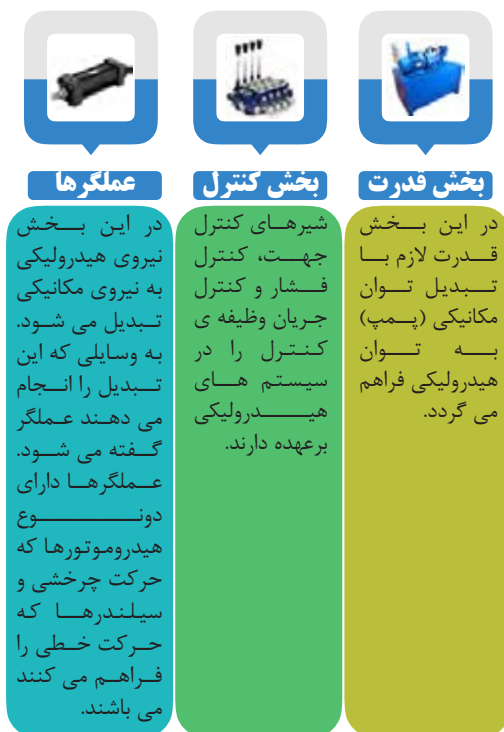 بخش قدرت
در این بخش
قدرت لازم با
تبدیل توان
مکانیکی (پمپ)
به توان
هیدرولیکی فراهم
می گردد.
بخش کنترل
شیرهای کنترل
جهت، کنترل
فشار و کنترل
جریان وظیفه ی
کنترل را در
سیستم های
هیدرولیکی
برعهده دارند.
عملگرها
در این بخش
نیروی هیدرولیکی
به نیروی مکانیکی
تبدیل می شود.
به وسایلی که این
تبدیل را انجام
می دهند عملگر
گفته می شود.
عملگرها دارای
دونوع
هیدروموتورها که
حرکت چرخشی و
سیلندرها که
حرکت خطی را
فراهم می کنند
می باشند.